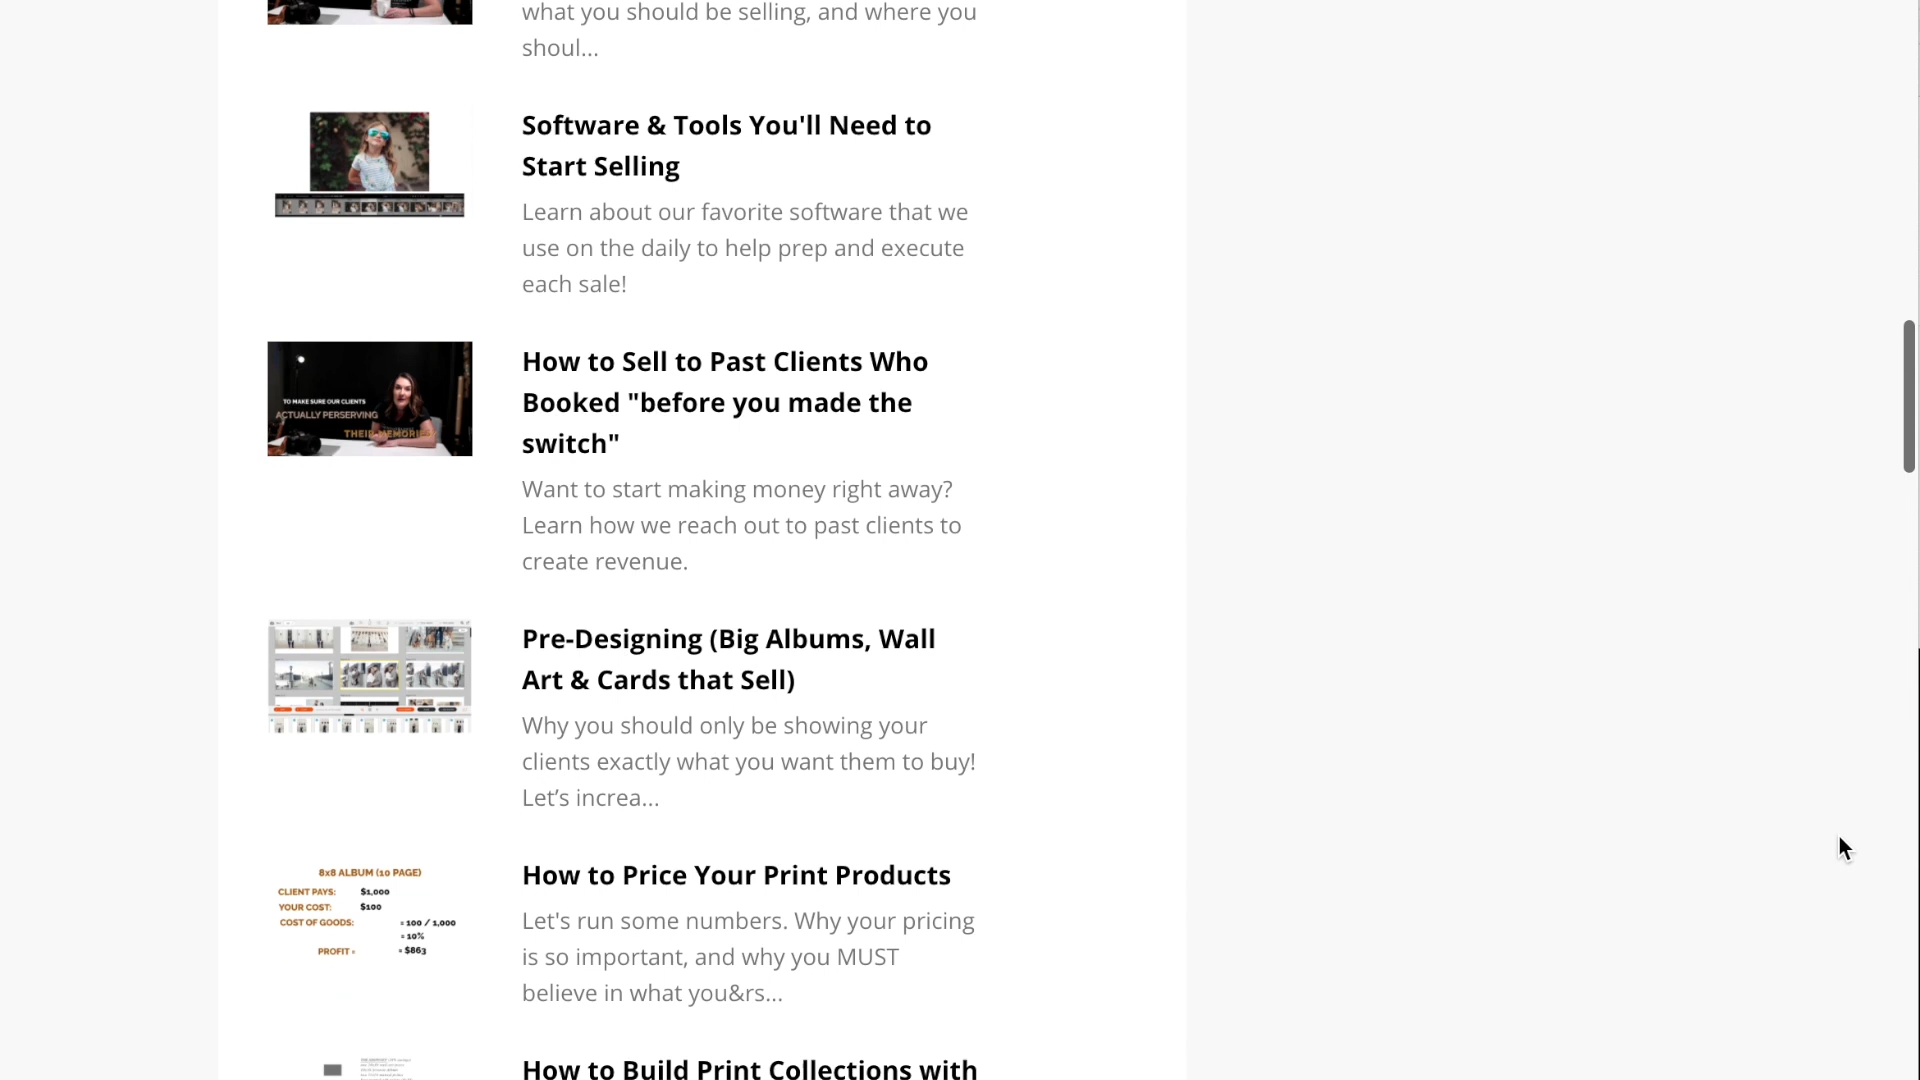 what you should be selling, and where you
shoul...
Software & Tools You'll Need to
Start Selling
Learn about our favorite software that we
use on the daily to help prep and execute
each sale!
TO MAKE SURE OUR CLIENTS
ACTUALLY PERSERVING
THEIR MEMORIES
How to Sell to Past Clients Who
Booked "before you made the
switch"
Want to start making money right away?
Learn how we reach out to past clients to
create revenue.
Pre-Designing (Big Albums, Wall
Art & Cards that Sell)
Why you should only be showing your
clients exactly what you want them to buy!
Let’s increa...
8x8 ALBUM (10 PAGE)
CLIENT PAYS: $1,000
YOUR COST: $100
COST OF GOODS: = 100 / 1,000
= 10%
PROFIT = = $863
How to Price Your Print Products
Let's run some numbers. Why your pricing
is so important, and why you MUST
believe in what you&rs...
How to Build Print Collections with